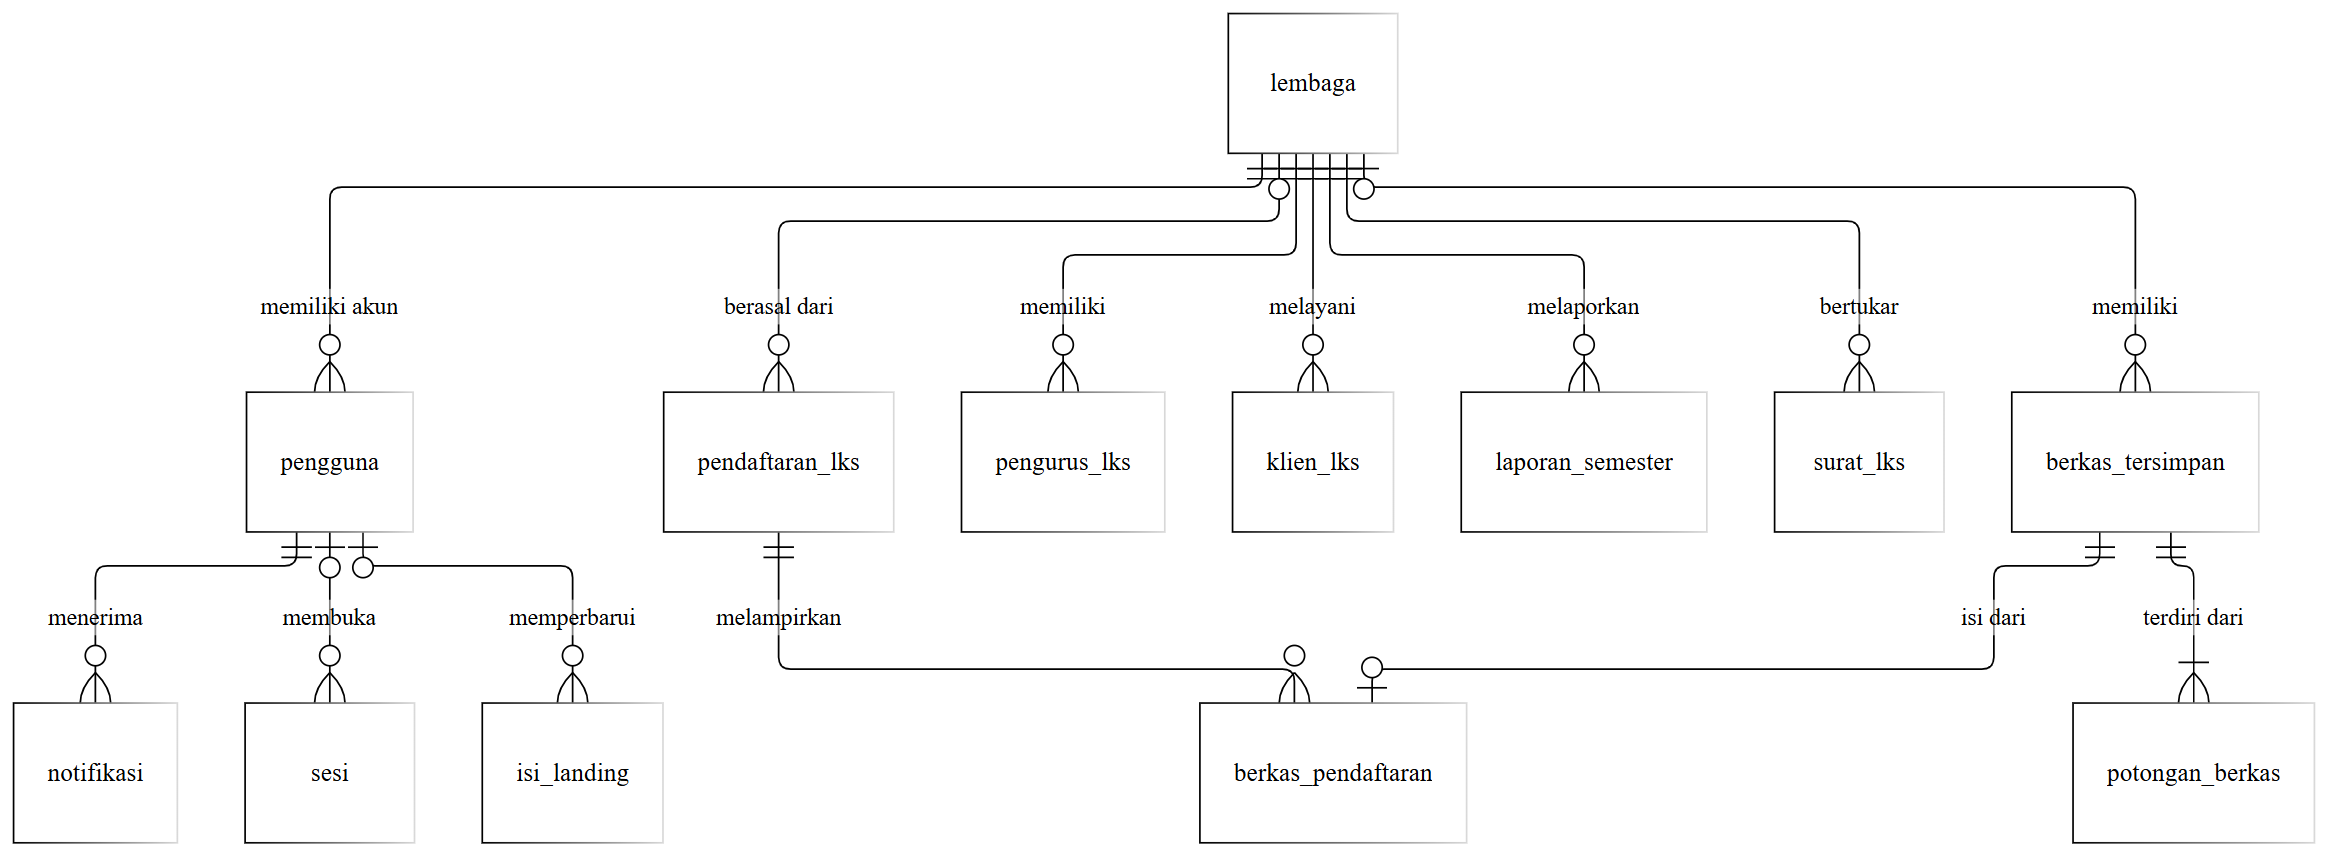 lembaga
memiliki akun
berasal dari
memiliki
melayani
melaporkan
bertukar
memiliki
pengguna
pendaftaran_lks
pengurus_lks
klien_lks
laporan_semester
surat_lks
berkas_tersimpan
menerima
membuka
memperbarui
melampirkan
isi dari
terdiri dari
notifikasi
sesi
isi_landing
berkas_pendaftaran
potongan_berkas